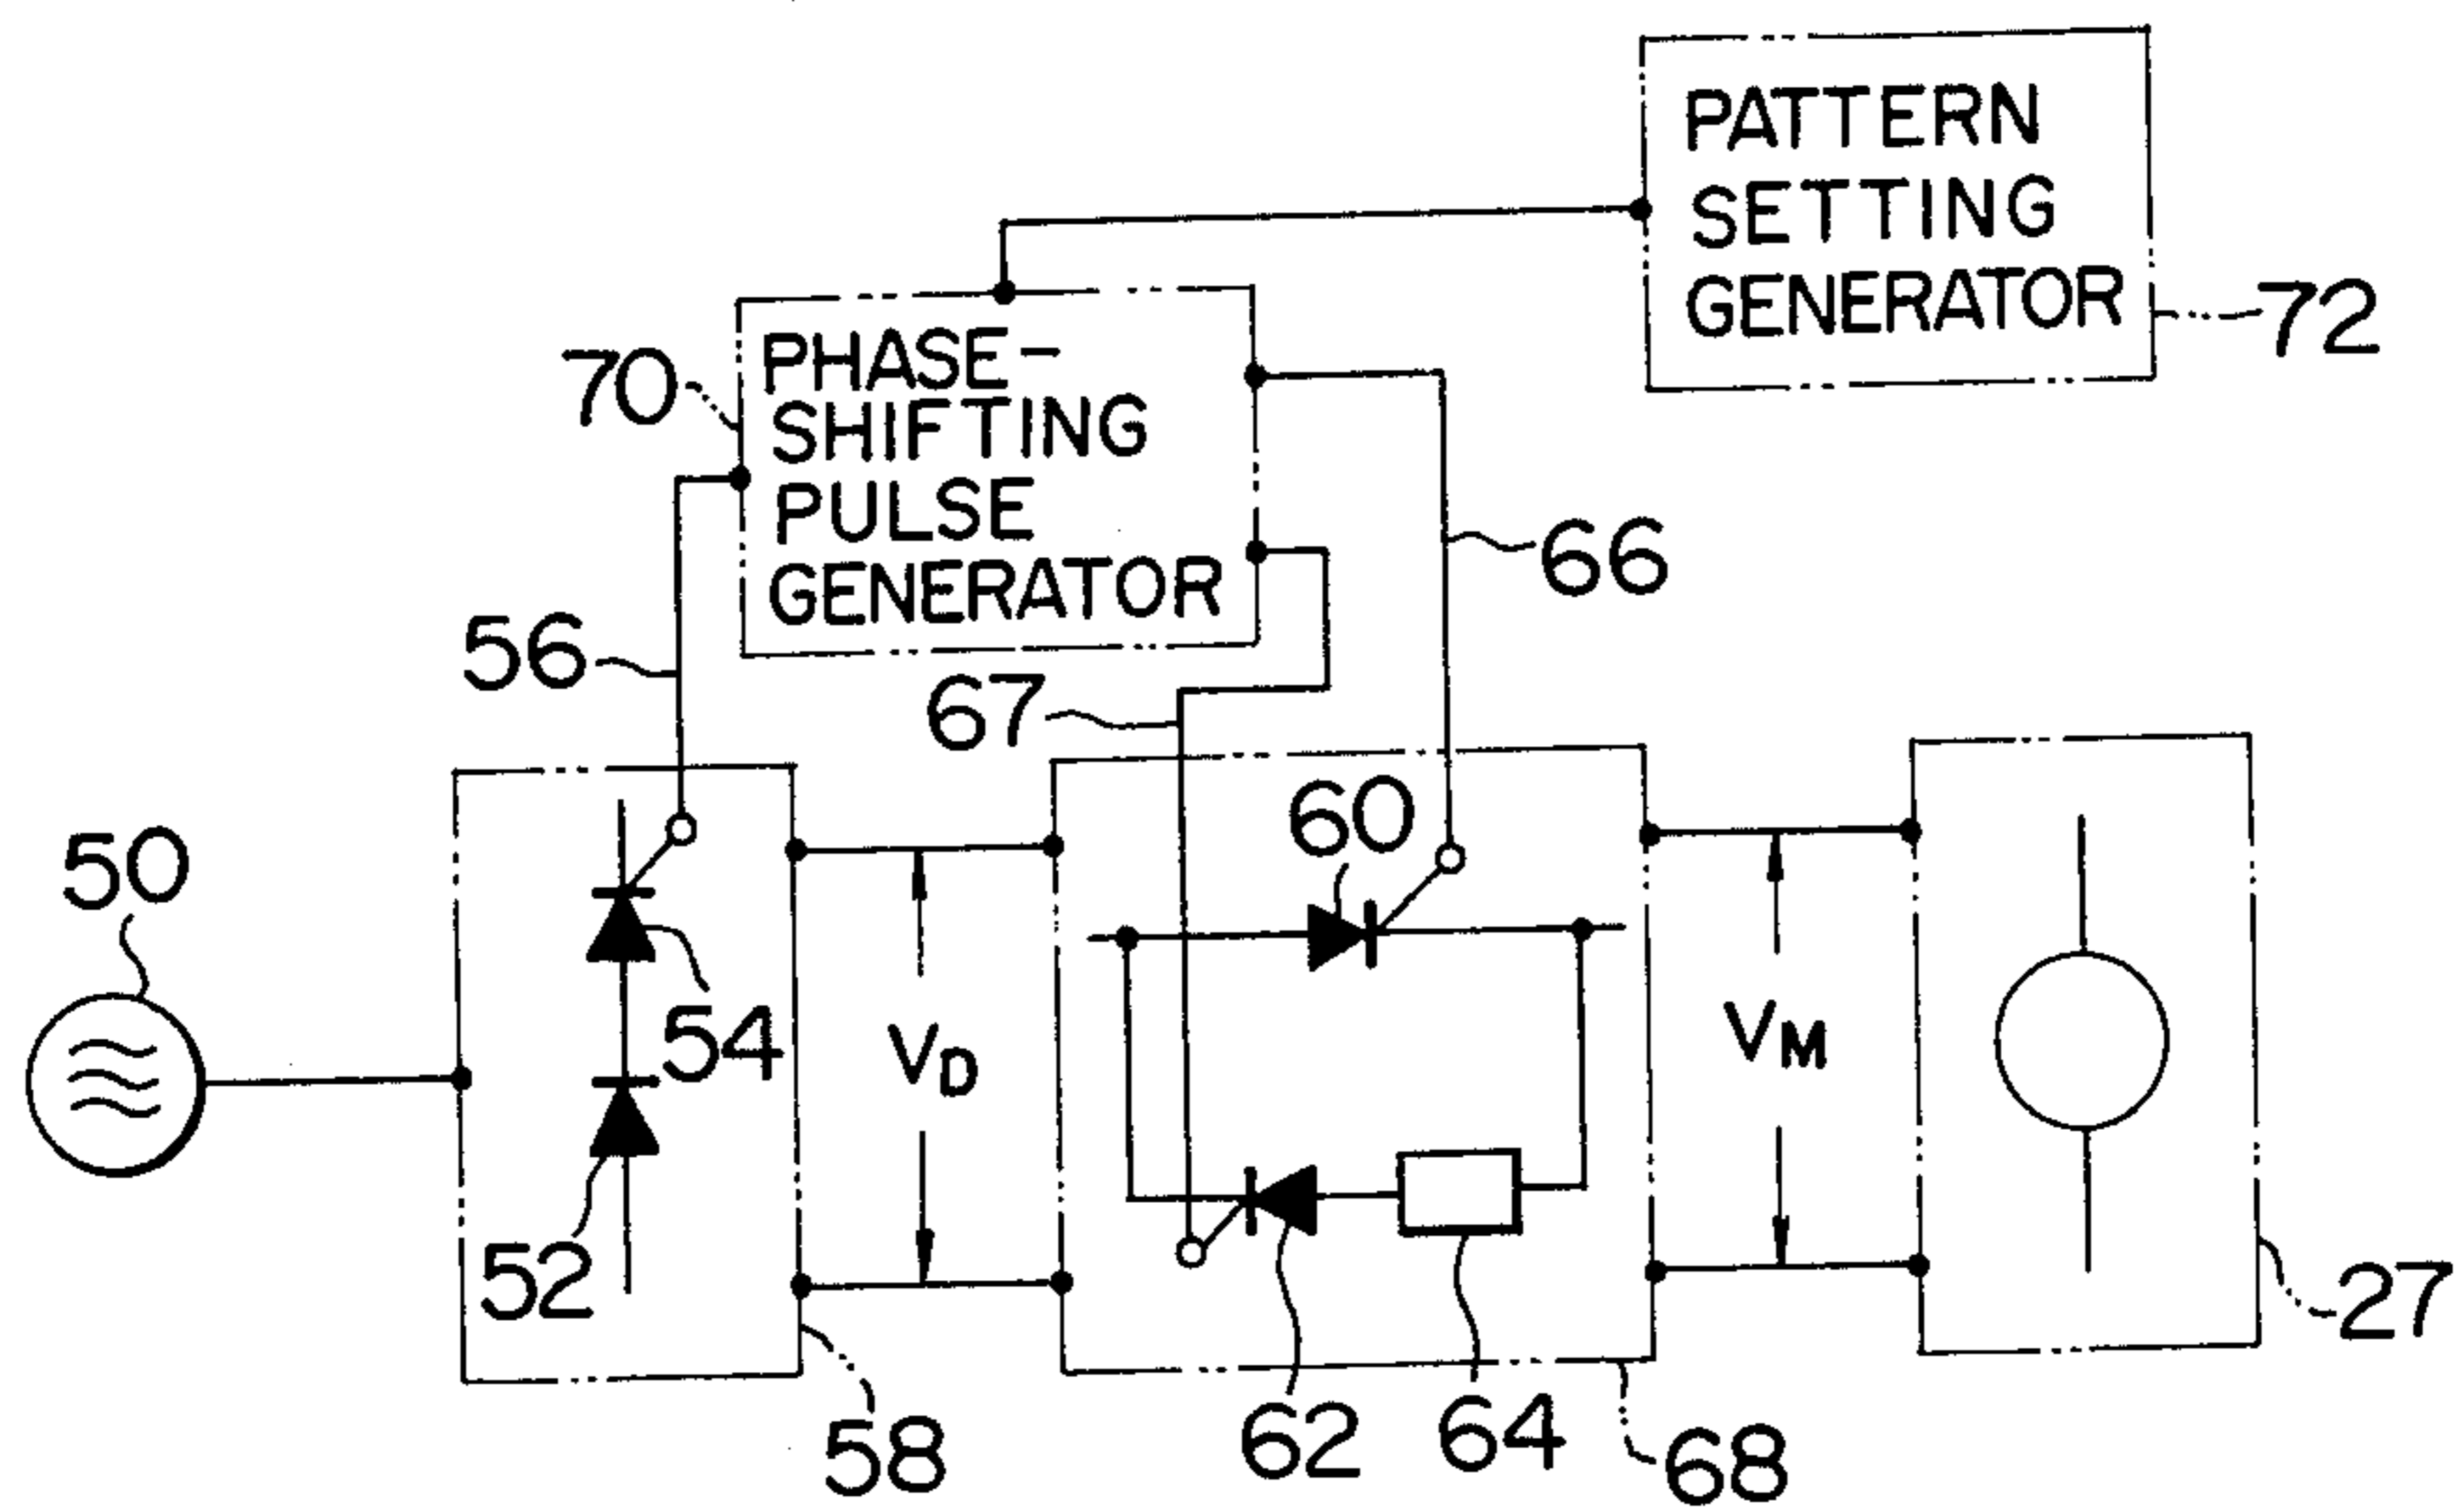 PATTERN
SETTING
GENERATOR
72
PHASE-
SHIFTING
PULSE
GENERATOR
70
66
56
67
60
50
54
VD
VM
52
27
58
62
64
68